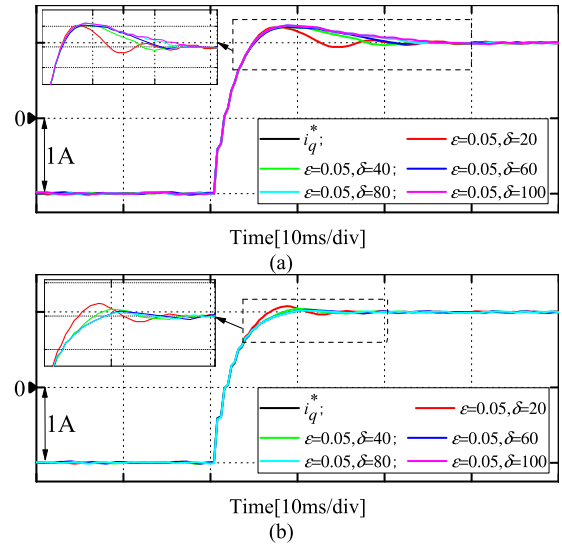 0
1A
i_q^*;
ε=0.05,δ=20
ε=0.05,δ=40;
ε=0.05,δ=60
ε=0.05,δ=80;
ε=0.05,δ=100
Time[10ms/div]
(a)
0
1A
i_q^*;
ε=0.05,δ=20
ε=0.05,δ=40;
ε=0.05,δ=60
ε=0.05,δ=80;
ε=0.05,δ=100
Time[10ms/div]
(b)